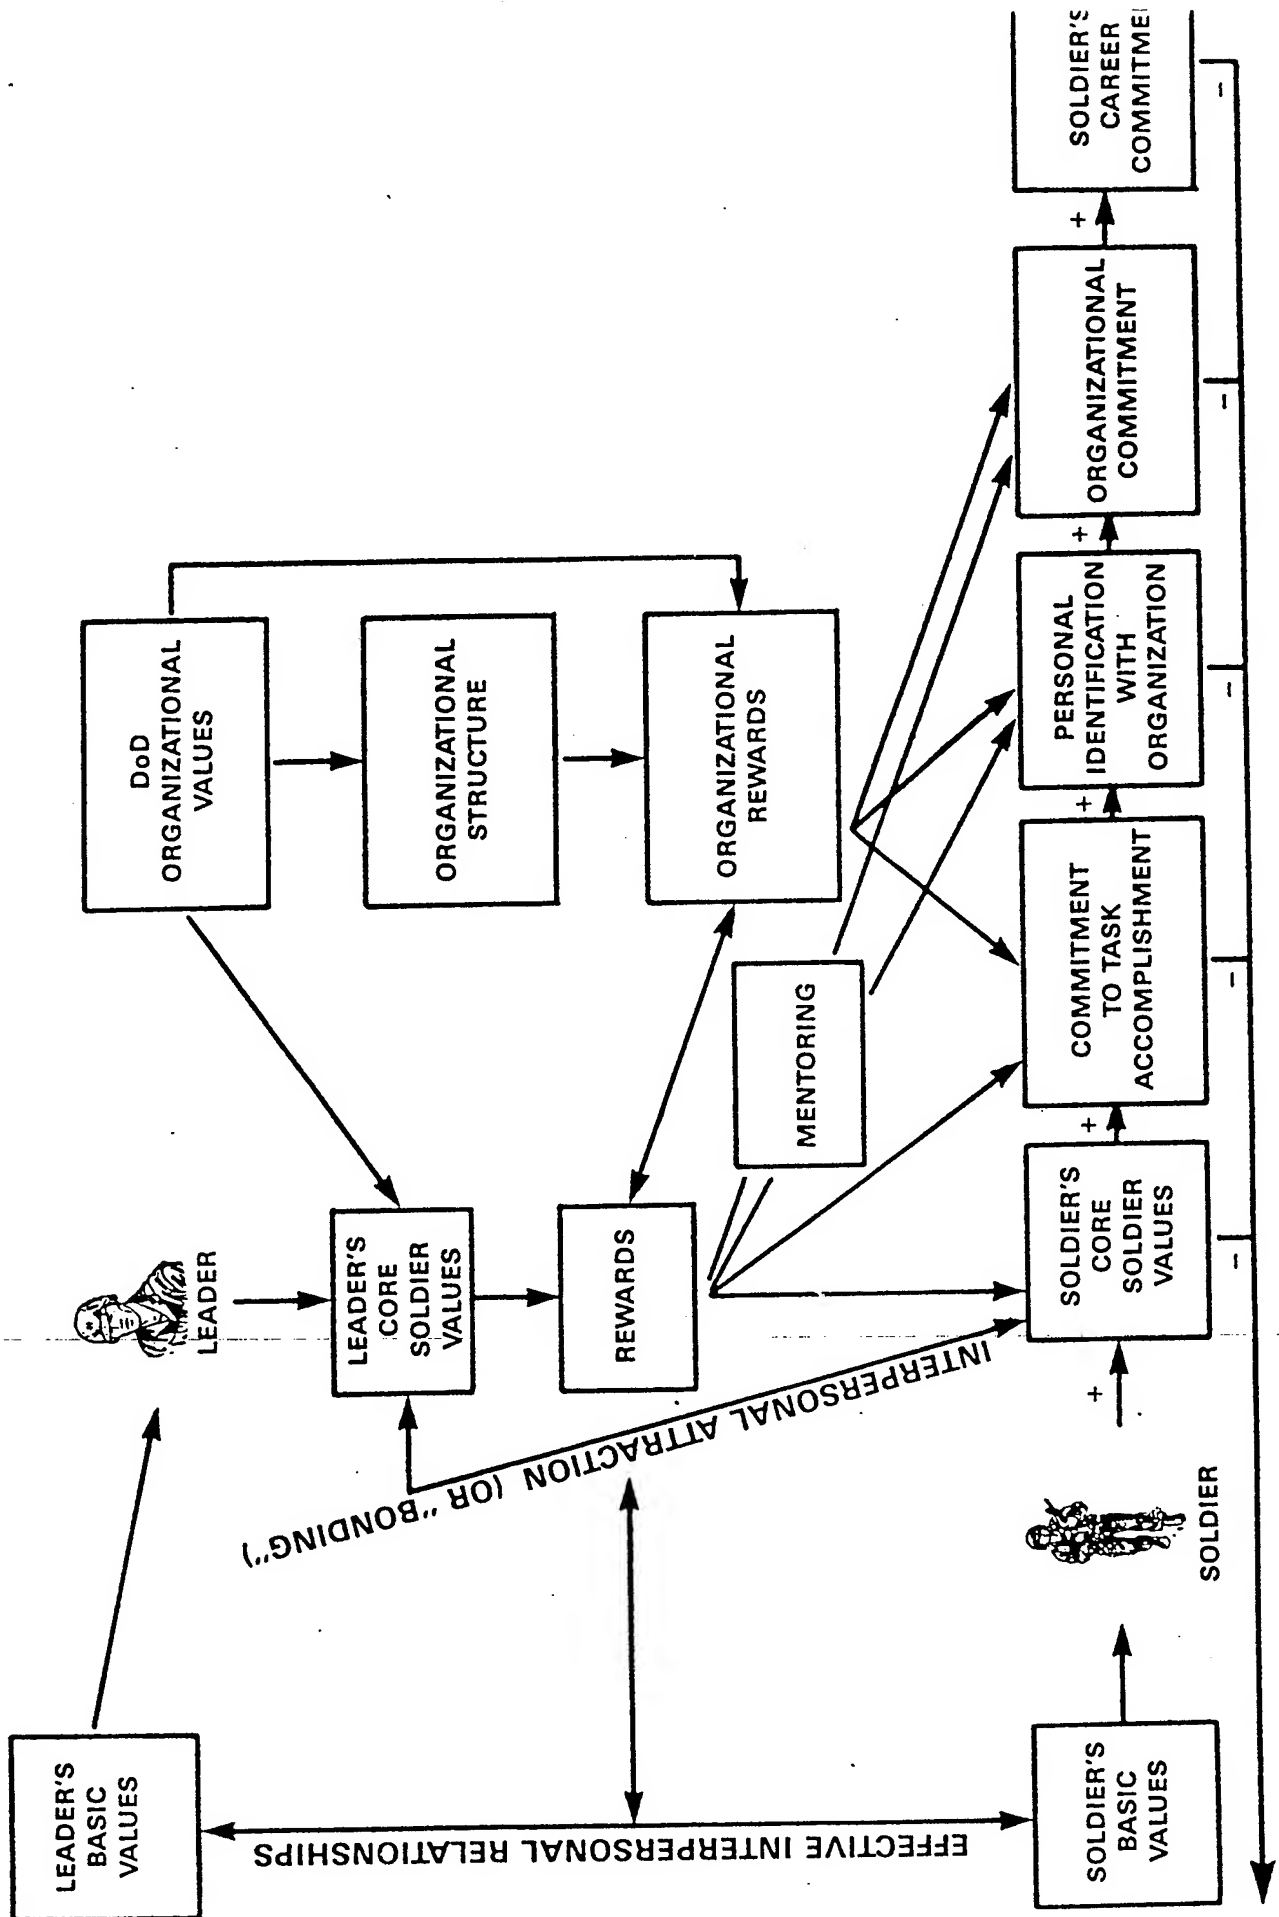 LEADER'S
BASIC
VALUES
LEADER
DoD
ORGANIZATIONAL
VALUES
LEADER'S
CORE
SOLDIER
VALUES
ORGANIZATIONAL
STRUCTURE
REWARDS
ORGANIZATIONAL
REWARDS
MENTORING
EFFECTIVE INTERPERSONAL RELATIONSHIPS
INTERPERSONAL ATTRACTION (OR "BONDING")
SOLDIER'S
BASIC
VALUES
SOLDIER
+
SOLDIER'S
CORE
SOLDIER
VALUES
+
COMMITMENT
TO TASK
ACCOMPLISHMENT
+
PERSONAL
IDENTIFICATION
WITH
ORGANIZATION
+
ORGANIZATIONAL
COMMITMENT
+
SOLDIER'S
CAREER
COMMITME
–
–
–
–
–